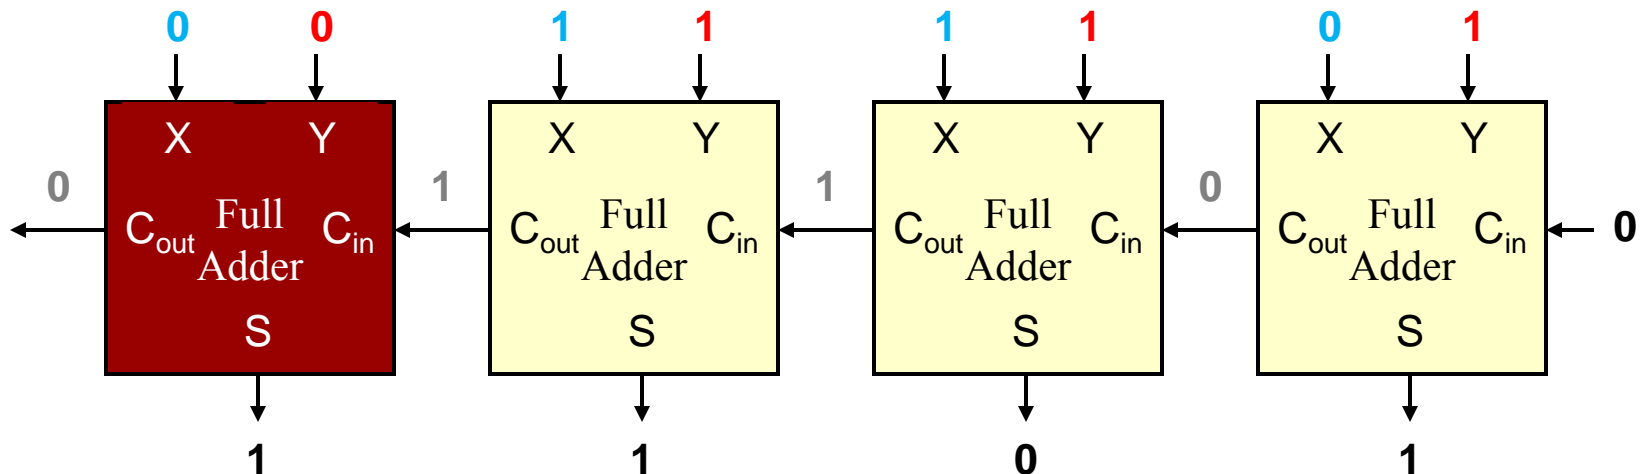 0 0 1 1 1 1 0 1
X Y X Y X Y X Y
0 1 1 0
Cout Full Cin Cout Full Cin Cout Full Cin Cout Full Cin 0
Adder Adder Adder Adder
S S S S
1 1 0 1